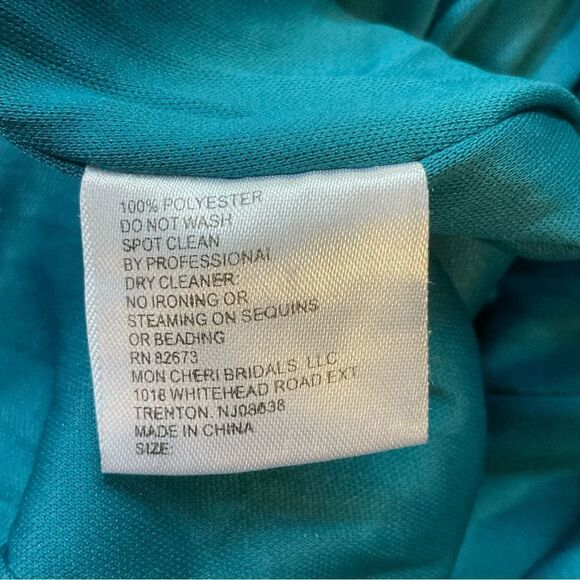 100% POLYESTER
DO NOT WASH
SPOT CLEAN
BY PROFESSIONAL
DRY CLEANER:
NO IRONING OR
STEAMING ON SEQUINS
OR BEADING
RN 82673
MON CHERI BRIDALS, LLC
1018 WHITEHEAD ROAD EXT
TRENTON. NJ08638
MADE IN CHINA
SIZE: